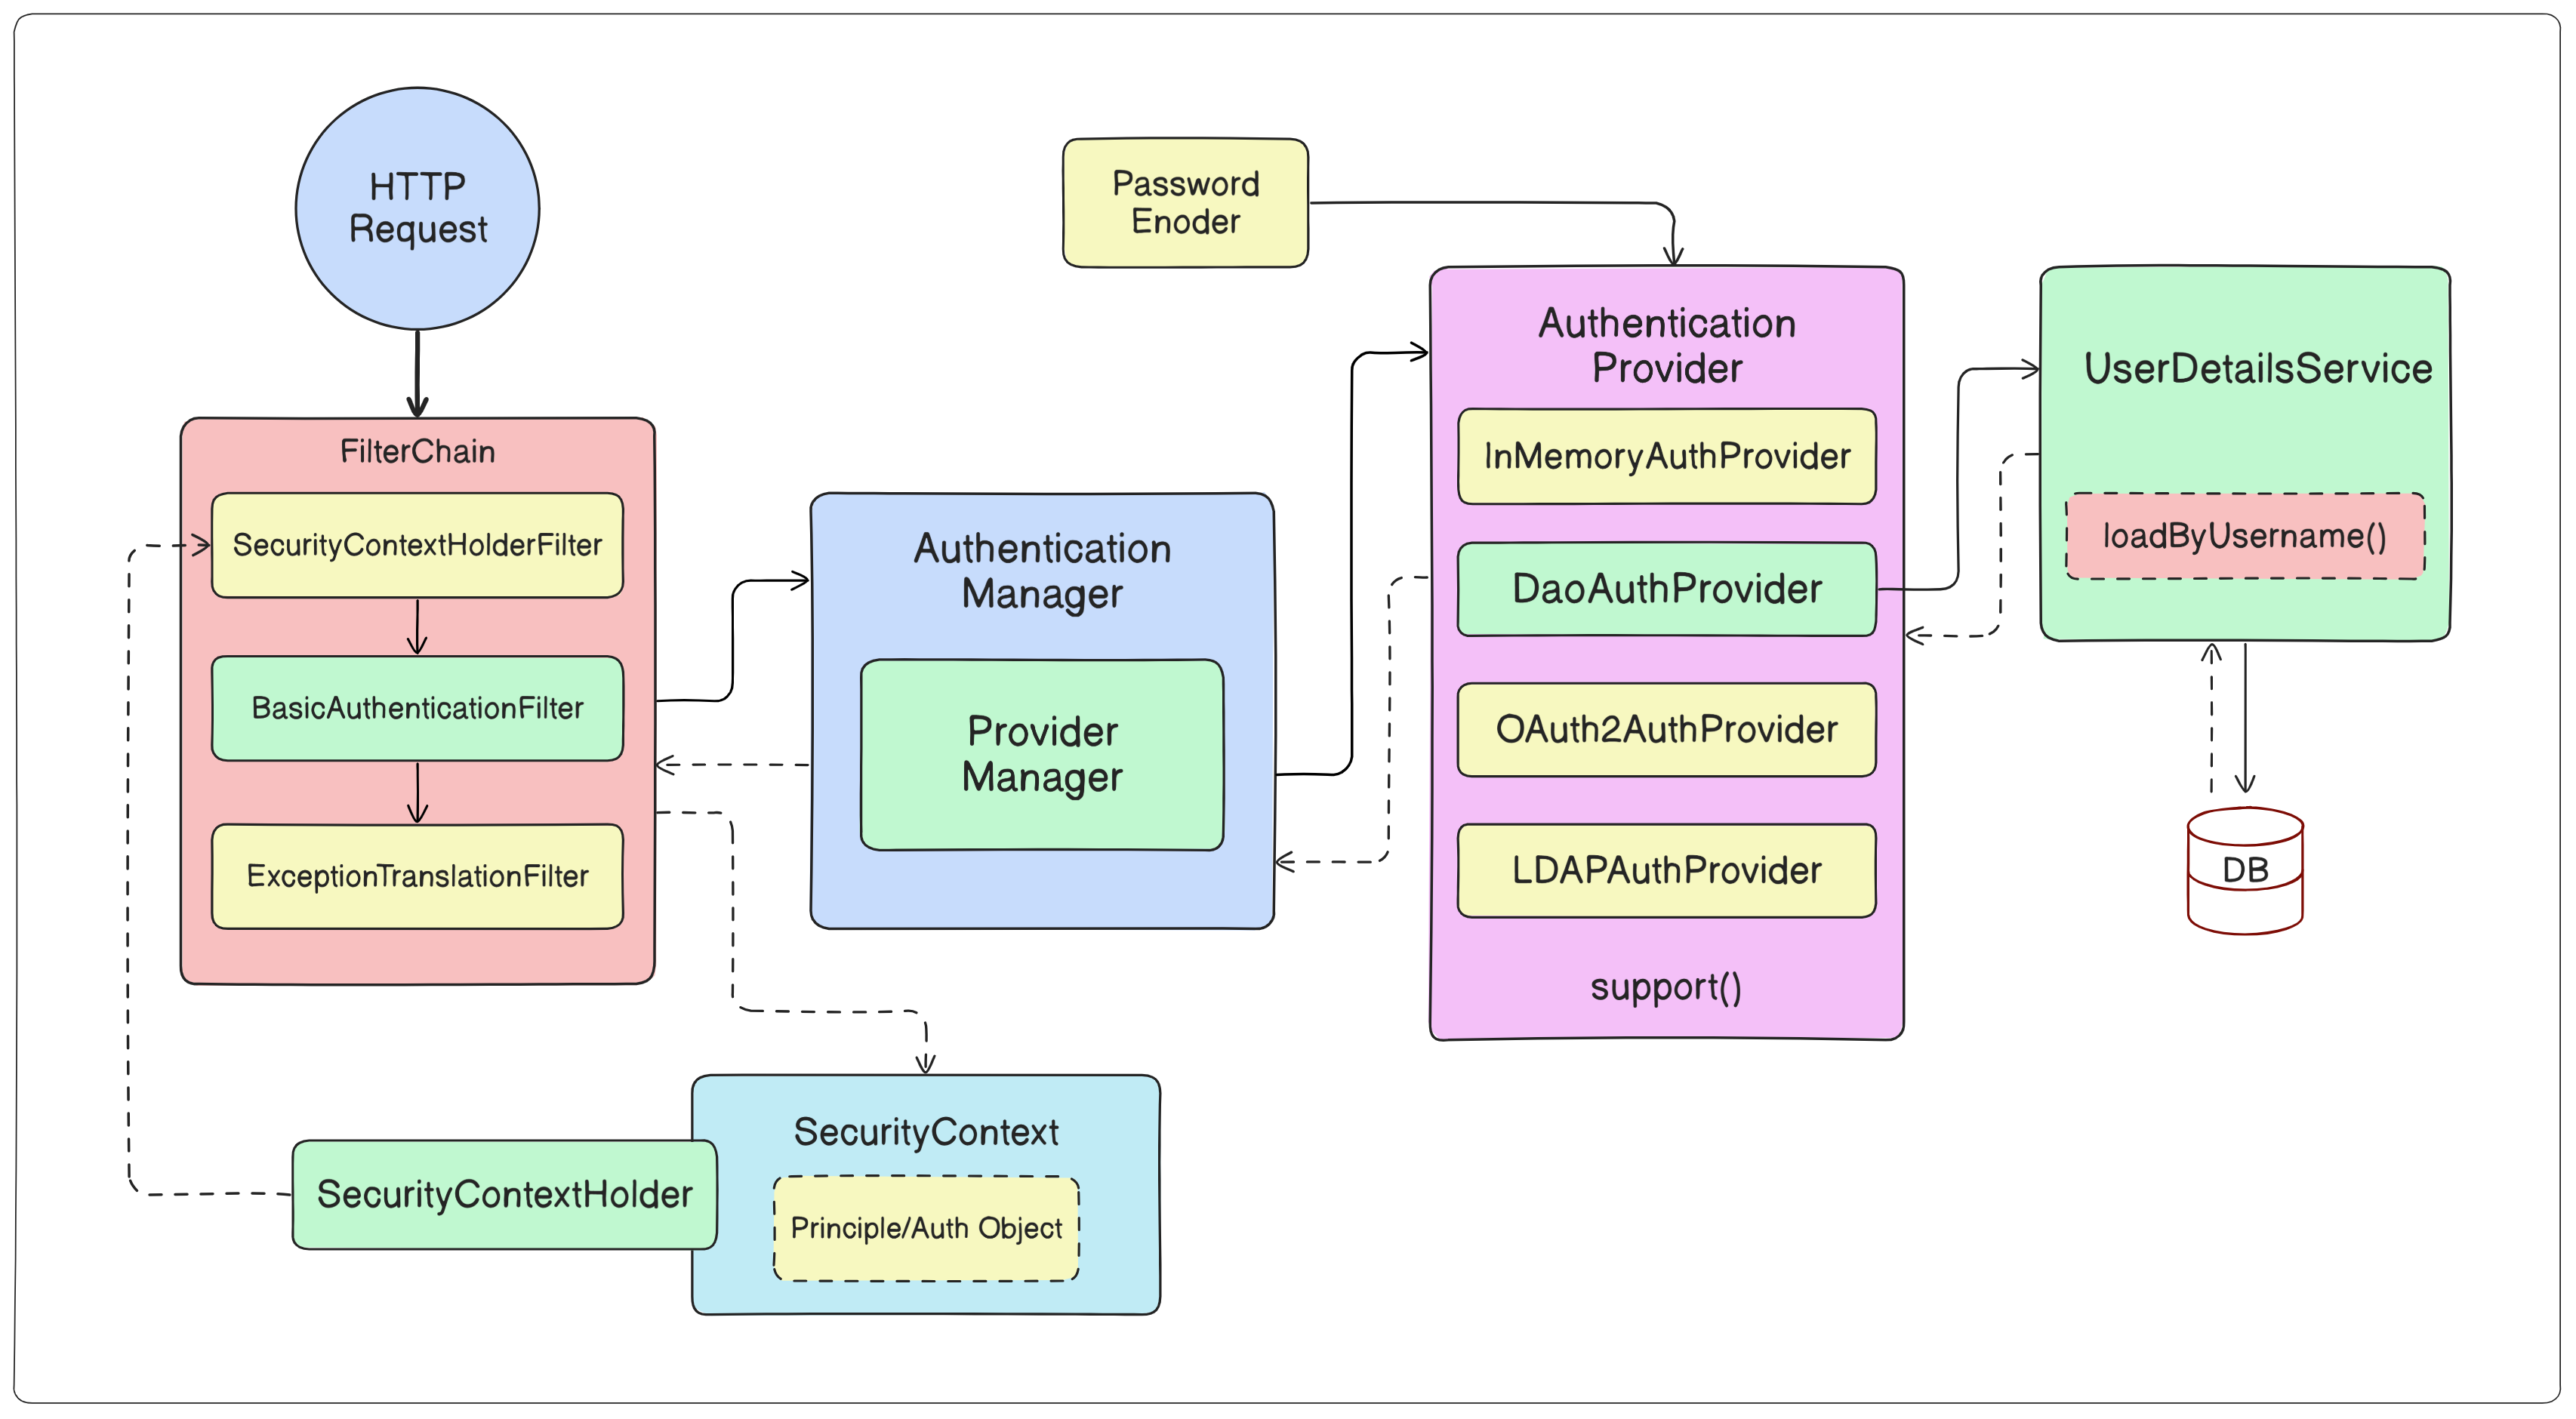 HTTP
Request
Password
Enoder
FilterChain
SecurityContextHolderFilter
BasicAuthenticationFilter
ExceptionTranslationFilter
Authentication
Manager
Provider
Manager
Authentication
Provider
InMemoryAuthProvider
DaoAuthProvider
OAuth2AuthProvider
LDAPAuthProvider
support()
UserDetailsService
loadByUsername()
DB
SecurityContext
SecurityContextHolder
Principle/Auth Object